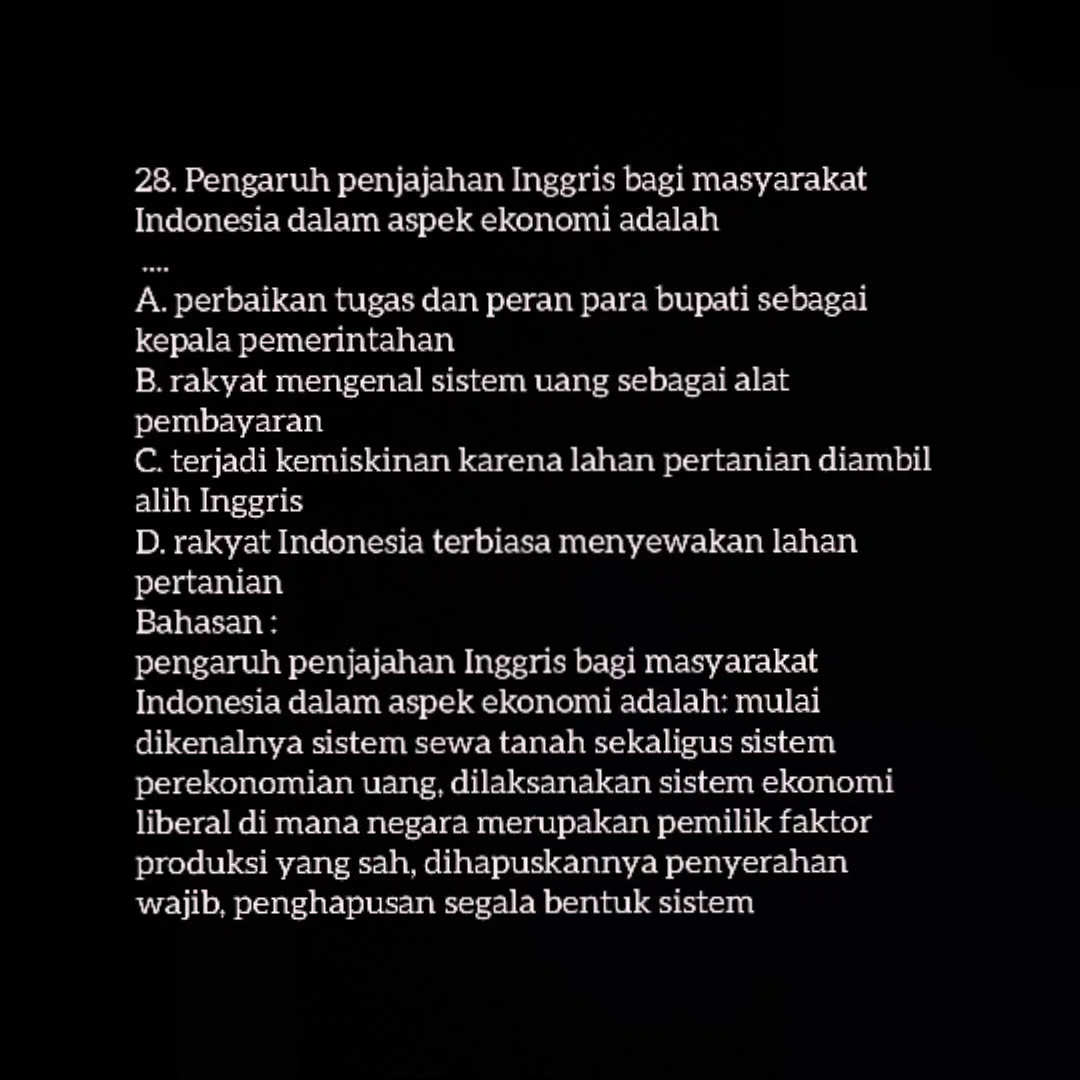 28. Pengaruh penjajahan Inggris bagi masyarakat
Indonesia dalam aspek ekonomi adalah
....
A. perbaikan tugas dan peran para bupati sebagai
kepala pemerintahan
B. rakyat mengenal sistem uang sebagai alat
pembayaran
C. terjadi kemiskinan karena lahan pertanian diambil
alih Inggris
D. rakyat Indonesia terbiasa menyewakan lahan
pertanian
Bahasan :
pengaruh penjajahan Inggris bagi masyarakat
Indonesia dalam aspek ekonomi adalah: mulai
dikenalnya sistem sewa tanah sekaligus sistem
perekonomian uang, dilaksanakan sistem ekonomi
liberal di mana negara merupakan pemilik faktor
produksi yang sah, dihapuskannya penyerahan
wajib, penghapusan segala bentuk sistem